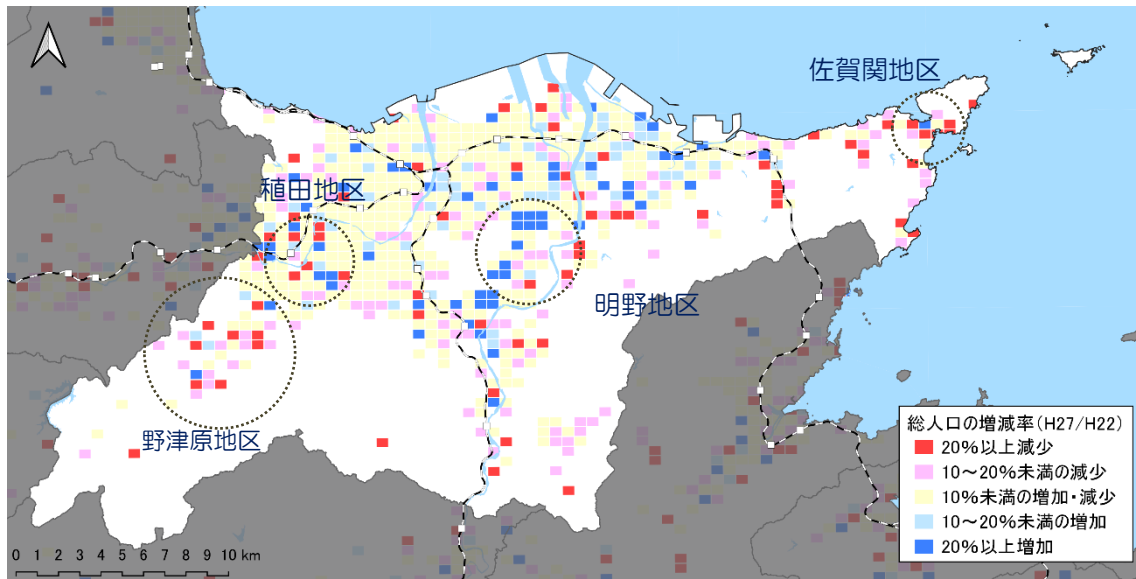 佐賀関地区
稙田地区
明野地区
野津原地区
総人口の増減率(H27/H22)
20%以上減少
10~20%未満の減少
10%未満の増加・減少
10~20%未満の増加
20%以上増加
0 1 2 3 4 5 6 7 8 9 10 km